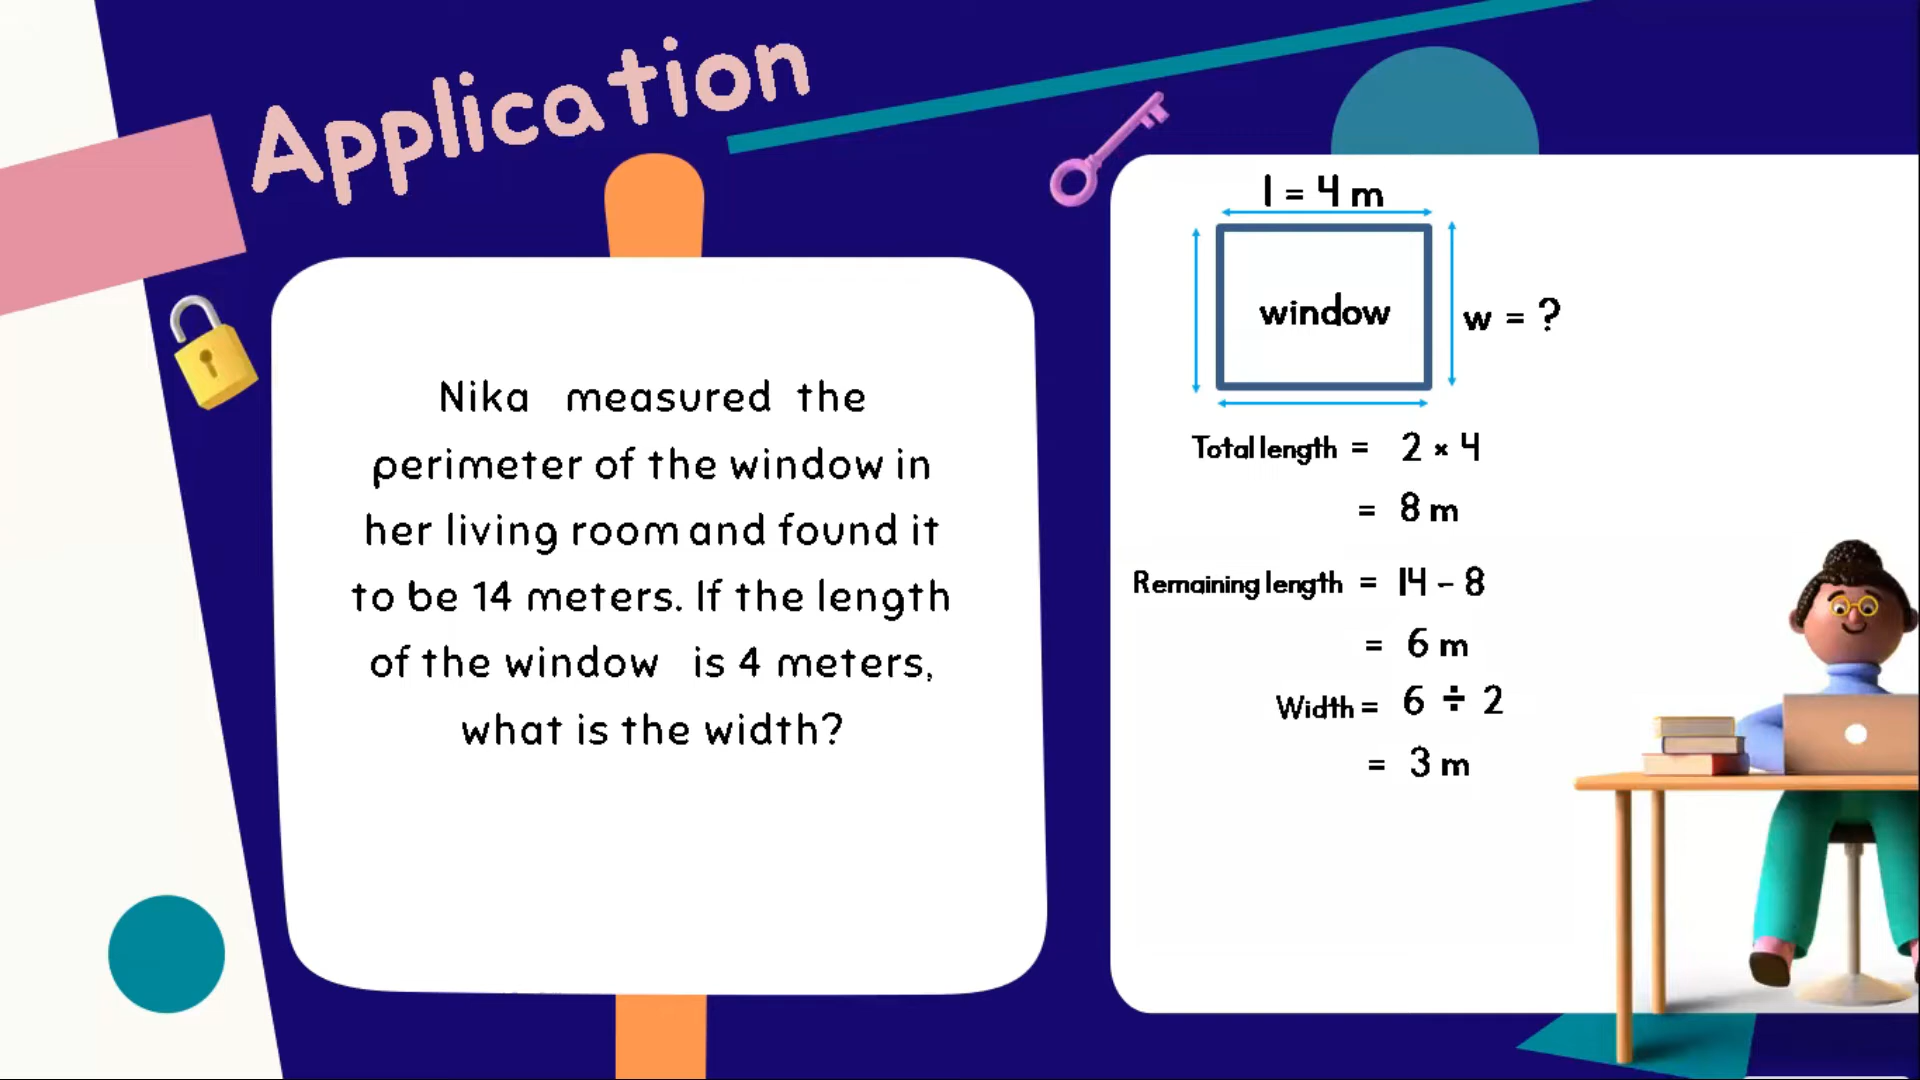 Application
Nika measured the
perimeter of the window in
her living room and found it
to be 14 meters. If the length
of the window is 4 meters,
what is the width?
l = 4 m
window
w = ?
Total length = 2 × 4
= 8 m
Remaining length = 14 - 8
= 6 m
Width = 6 ÷ 2
= 3 m